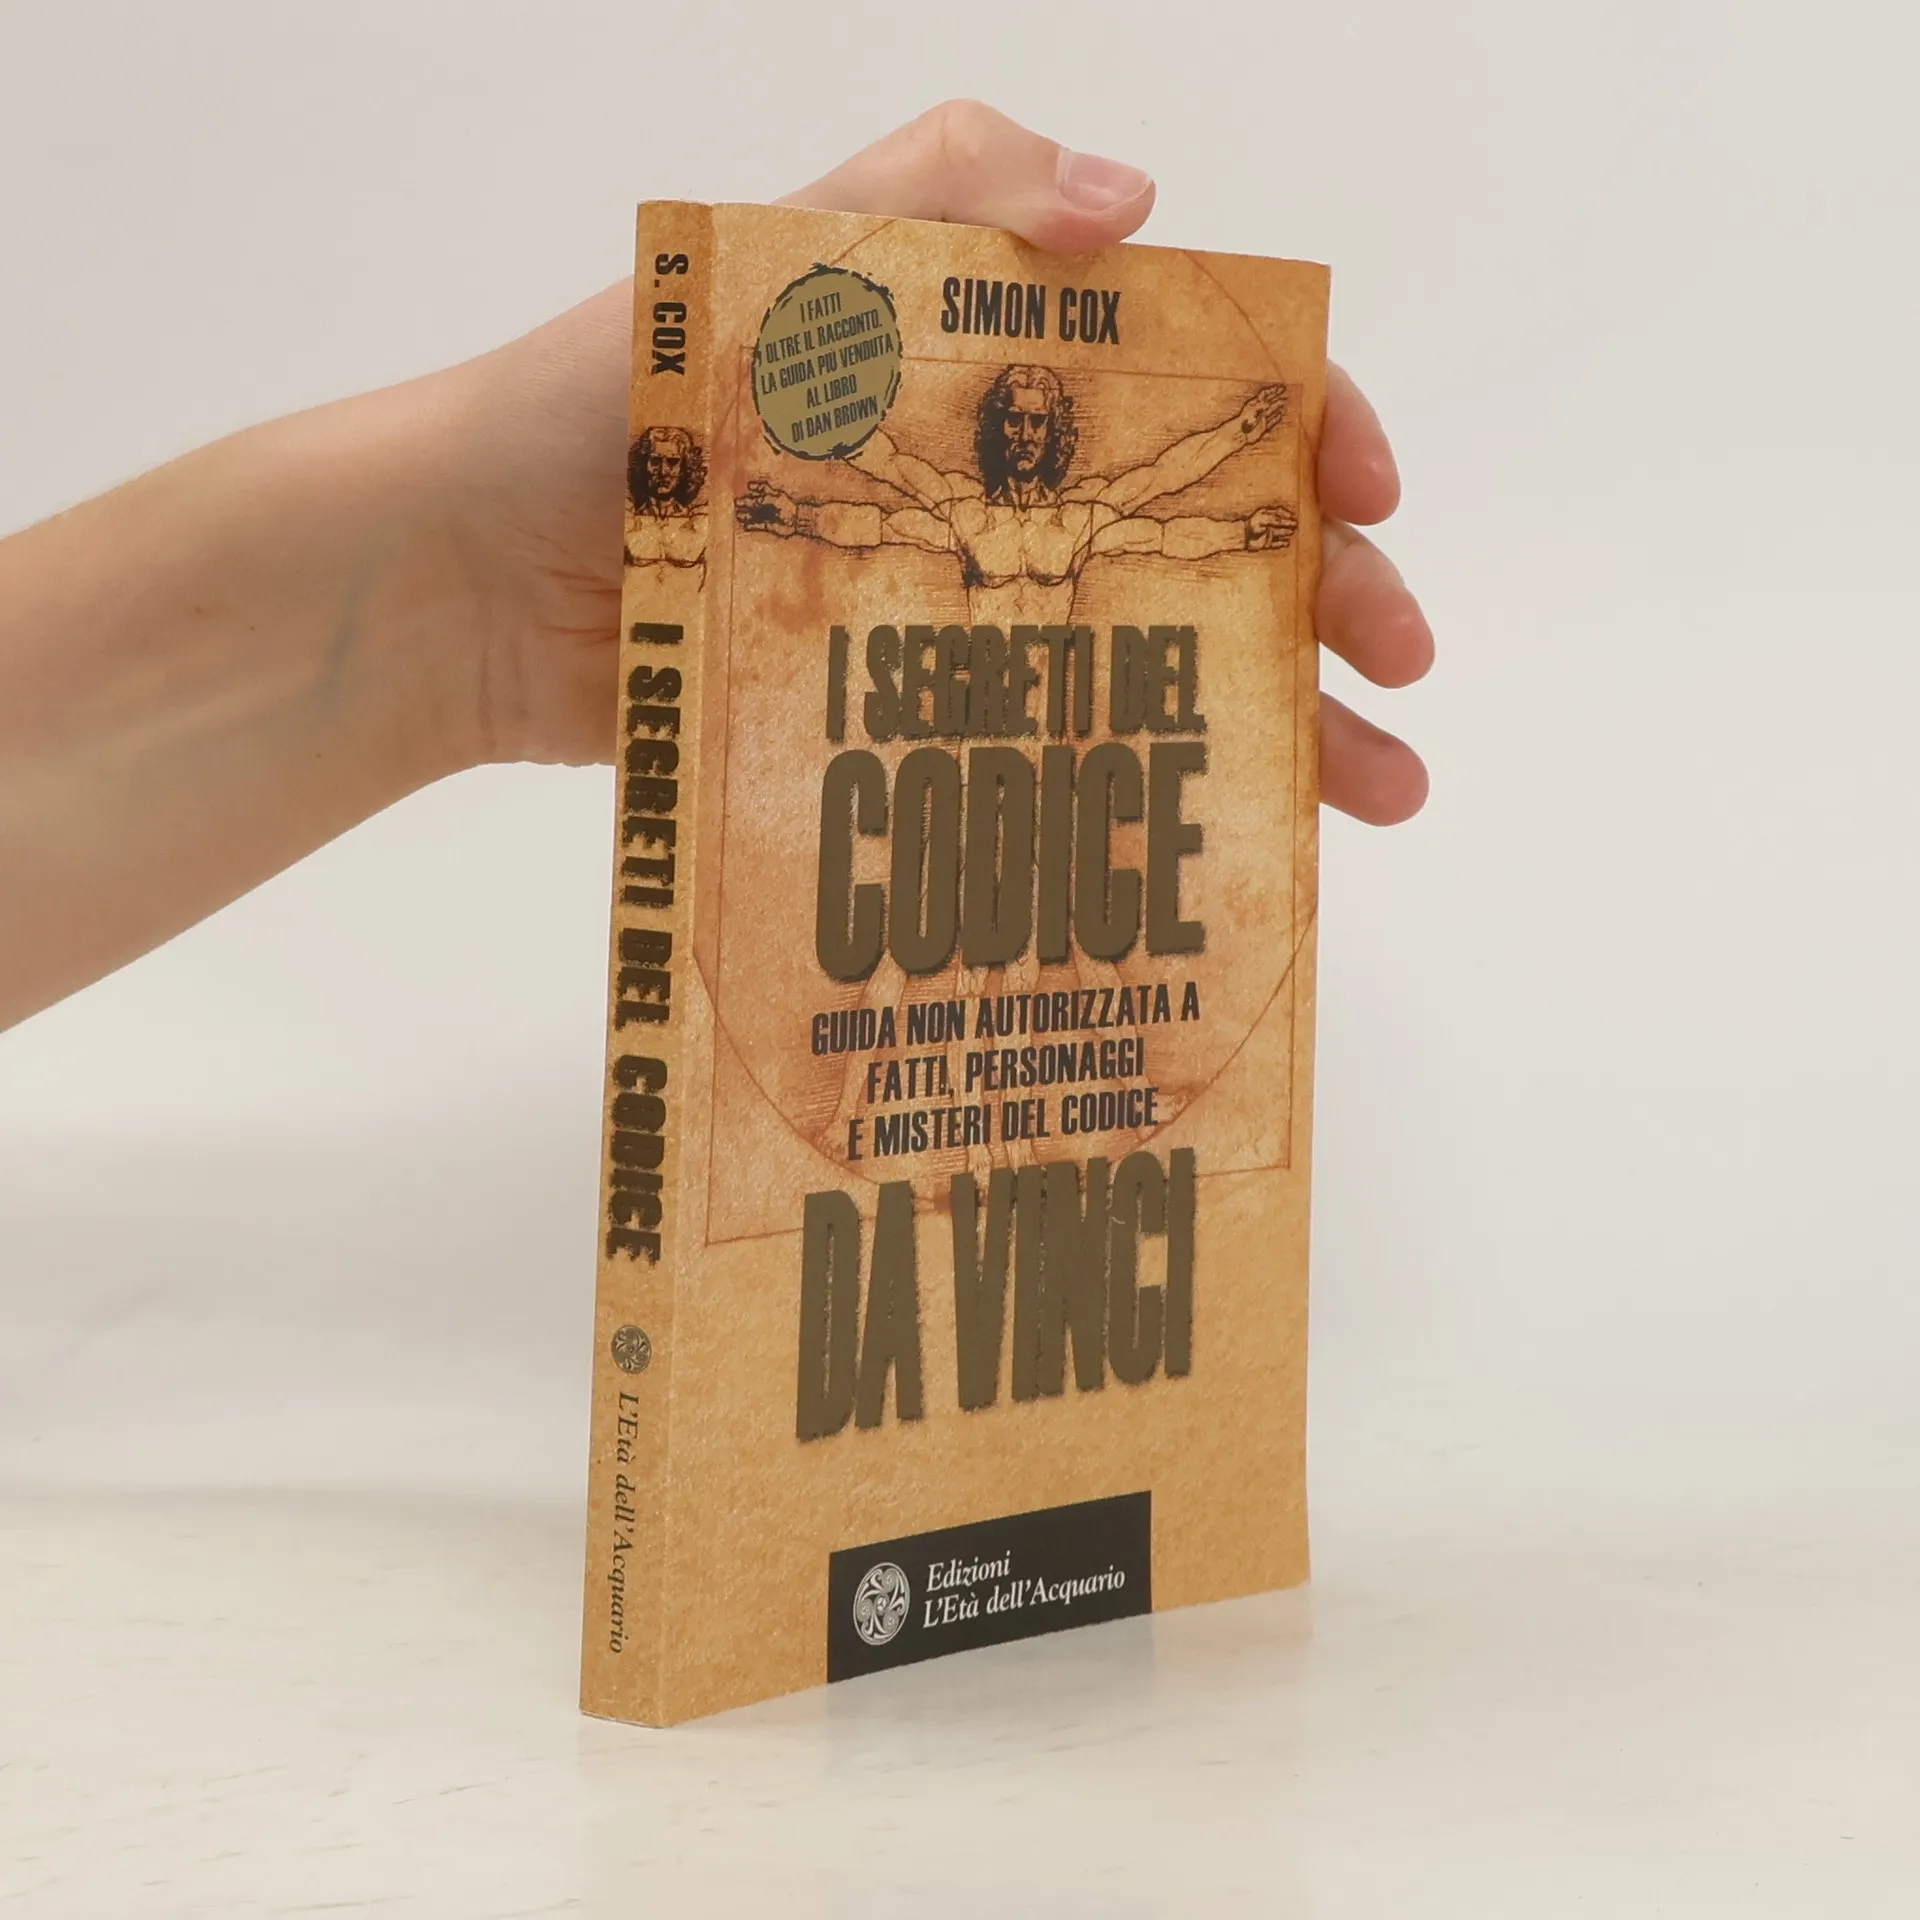 S. COX
I SEGRETI DEL CODICE
L'Età dell'Acquario
SIMON COX
I FATTI
OLTRE IL RACCONTO.
LA GUIDA PIÙ VENDUTA
AL LIBRO
DI DAN BROWN
I SEGRETI DEL
CODICE
GUIDA NON AUTORIZZATA A
FATTI, PERSONAGGI
E MISTERI DEL CODICE
DA VINCI
Edizioni
L'Età dell'Acquario